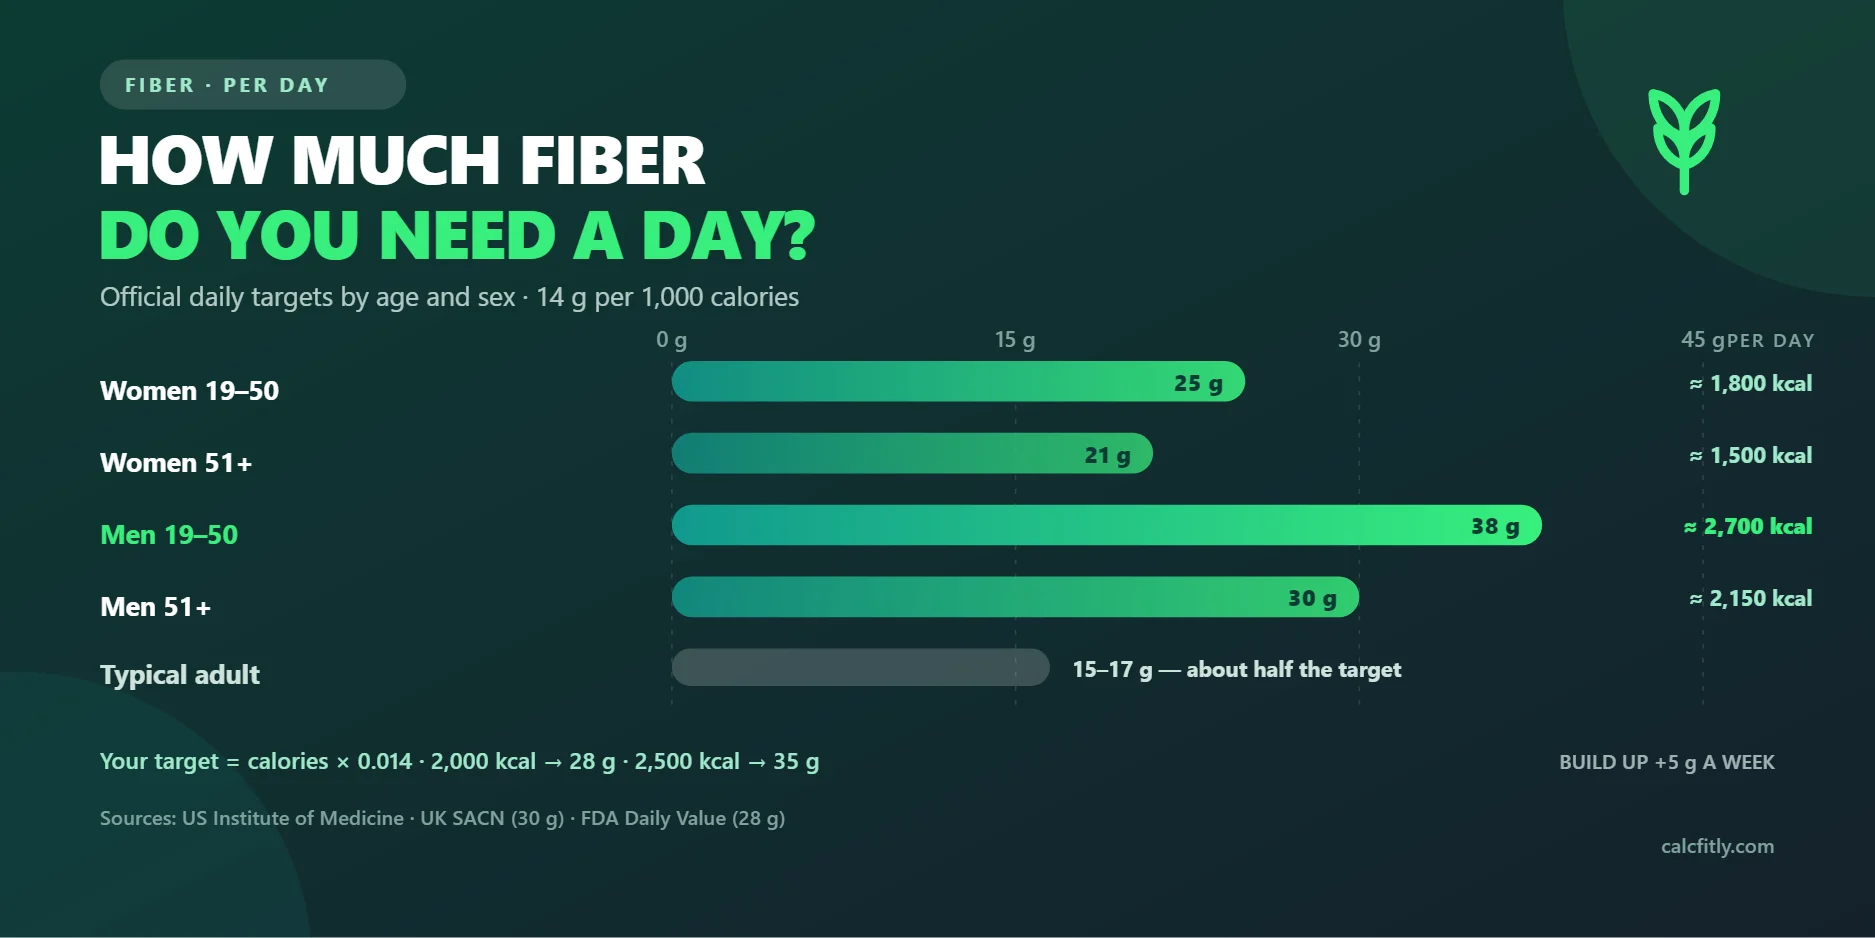 FIBER · PER DAY
HOW MUCH FIBER
DO YOU NEED A DAY?
Official daily targets by age and sex · 14 g per 1,000 calories
0 g 15 g 30 g 45 g PER DAY
Women 19–50 25 g ≈ 1,800 kcal
Women 51+ 21 g ≈ 1,500 kcal
Men 19–50 38 g ≈ 2,700 kcal
Men 51+ 30 g ≈ 2,150 kcal
Typical adult 15–17 g — about half the target
Your target = calories × 0.014 · 2,000 kcal → 28 g · 2,500 kcal → 35 g BUILD UP +5 g A WEEK
Sources: US Institute of Medicine · UK SACN (30 g) · FDA Daily Value (28 g)
calcfitly.com